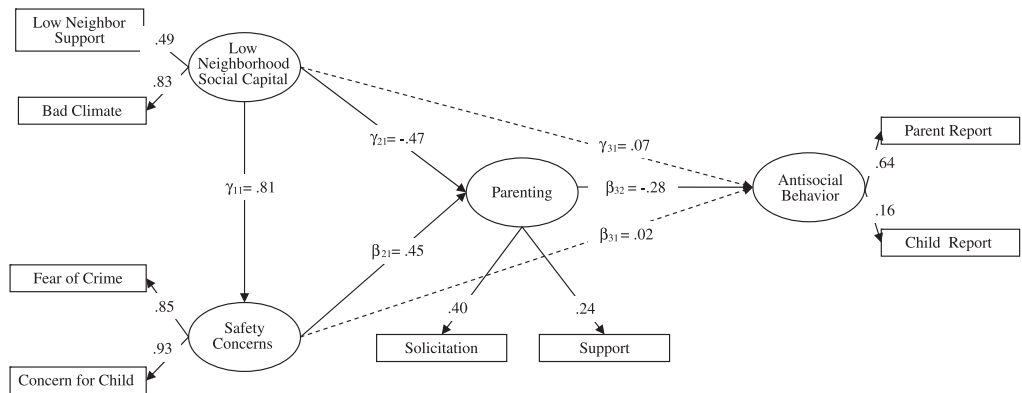 Low Neighbor
Support
.49
Low
Neighborhood
Social Capital
.83
Bad Climate
γ21= -.47
γ31= .07
Parent Report
.64
γ11= .81
Parenting
β32 = -.28
Antisocial
Behavior
.16
β31= .02
β21= .45
Child Report
Fear of Crime
.85
Safety
Concerns
.40
.24
.93
Solicitation
Support
Concern for Child